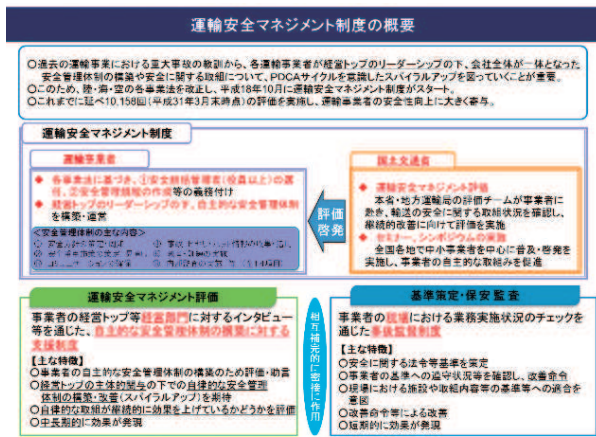 運輸安全マネジメント制度の概要
○過去の運輸事業における重大事故の教訓から、各運輸事業者が経営トップのリーダーシップの下、会社全体が一体となった
安全管理体制の構築や安全に関する取組について、PDCAサイクルを意識したスパイラルアップを図っていくことが重要。
○このため、陸・海・空の各事業法を改正し、平成18年10月に運輸安全マネジメント制度がスタート。
○これまでに延べ10,158回(平成31年3月末時点)の評価を実施し、運輸事業者の安全性向上に大きく寄与。
運輸安全マネジメント制度
運輸事業者
◆ 各事業法に基づき、①安全統括管理者(役員以上)の選
任、②安全管理規程の作成等の義務付け
◆ 経営トップのリーダーシップの下、自主的な安全管理体制
を構築・運営
<安全管理体制の主な内容>
評価
啓発
国土交通省
◆ 運輸安全マネジメント評価
本省・地方運輸局の評価チームが事業者に
赴き、輸送の安全に関する取組状況を確認し、
継続的改善に向けて評価を実施
◆ セミナー、シンポジウムの実施
全国各地で中小事業者を中心に普及・啓発を
実施し、事業者の自主的な取組みを促進
運輸安全マネジメント評価
事業者の経営トップ等経営部門に対するインタビュー
等を通じた、自主的な安全管理体制の構築に対する
支援制度
【主な特徴】
○事業者の自主的な安全管理体制の構築のため評価・助言
○経営トップの主体的関与の下での自律的な安全管理
体制の構築・改善(スパイラルアップ)を期待
○自律的な取組が継続的に効果を上げているかどうかを評価
○中長期的に効果が発現
相互補完的に密接に作用
基準策定・保安監査
事業者の現場における業務実施状況のチェックを
通じた事後監督制度
【主な特徴】
○安全に関する法令等基準を策定
○事業者の基準への遵守状況等を確認し、改善命令
○現場における施設や取組内容等の基準等への適合を
意図
○改善命令等による改善
○短期的に効果が発現